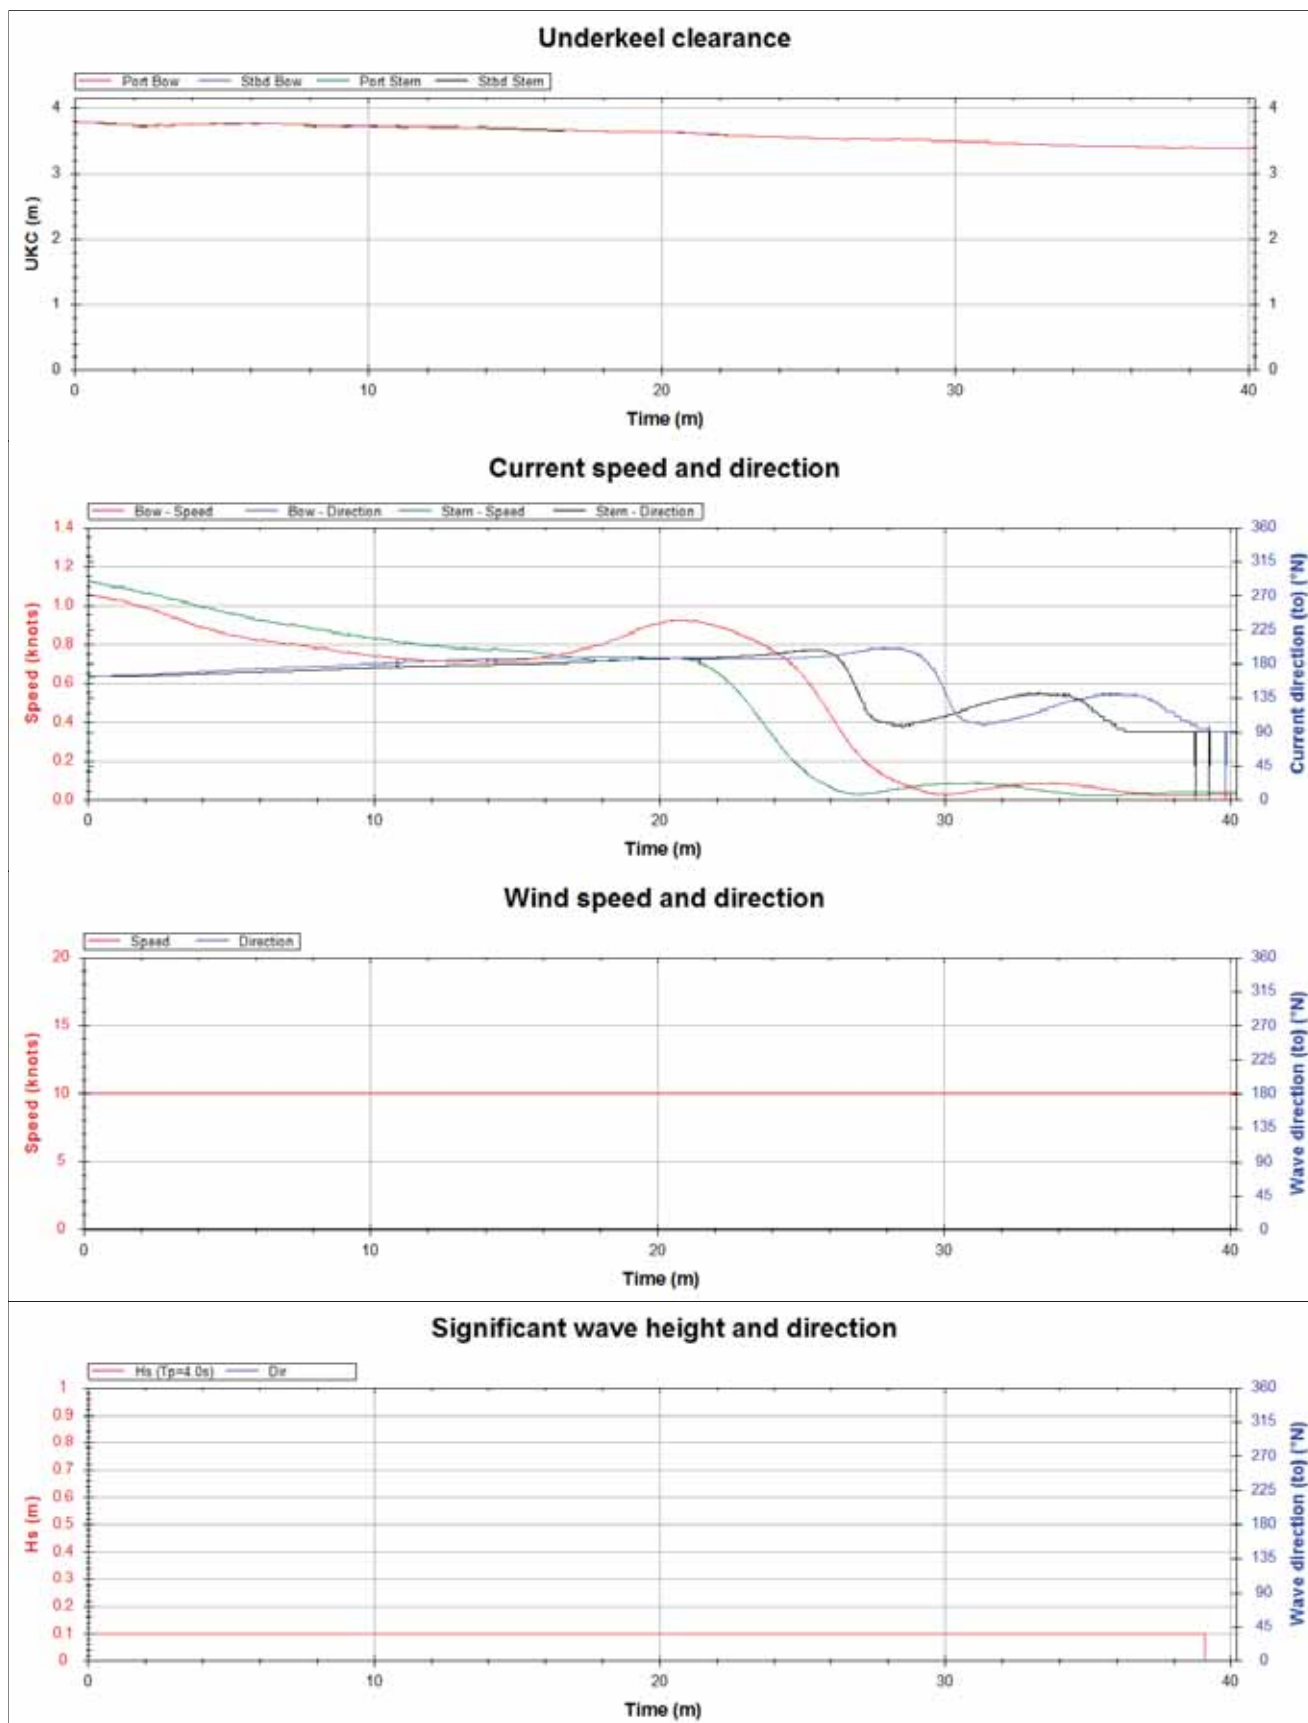 Underkeel clearance
Port Bow Stbd Bow Port Stern Stbd Stern
4 4
3 3
UKC (m)
2 2
1 1
0 0
0 10 20 30 40
Time (m)
Current speed and direction
Bow - Speed Bow - Direction Stern - Speed Stern - Direction
1.4 360
315
1.2
270
1.0
225
0.8
180
Speed (knots) Current direction (to) (°N)
0.6
135
0.4
90
0.2
45
0.0 0
0 10 20 30 40
Time (m)
Wind speed and direction
Speed Direction
20 360
315
15 270
225
Speed (knots) Wave direction (to) (°N)
10 180
135
5 90
45
0 0
0 10 20 30 40
Time (m)
Significant wave height and direction
Hs (Tp=4.0s) Dir
1 360
0.9
315
0.8
0.7 270
0.6 225
Hs (m) Wave direction (to) (°N)
0.5 180
0.4
135
0.3
0.2 90
0.1 45
0 0
0 10 20 30 40
Time (m)